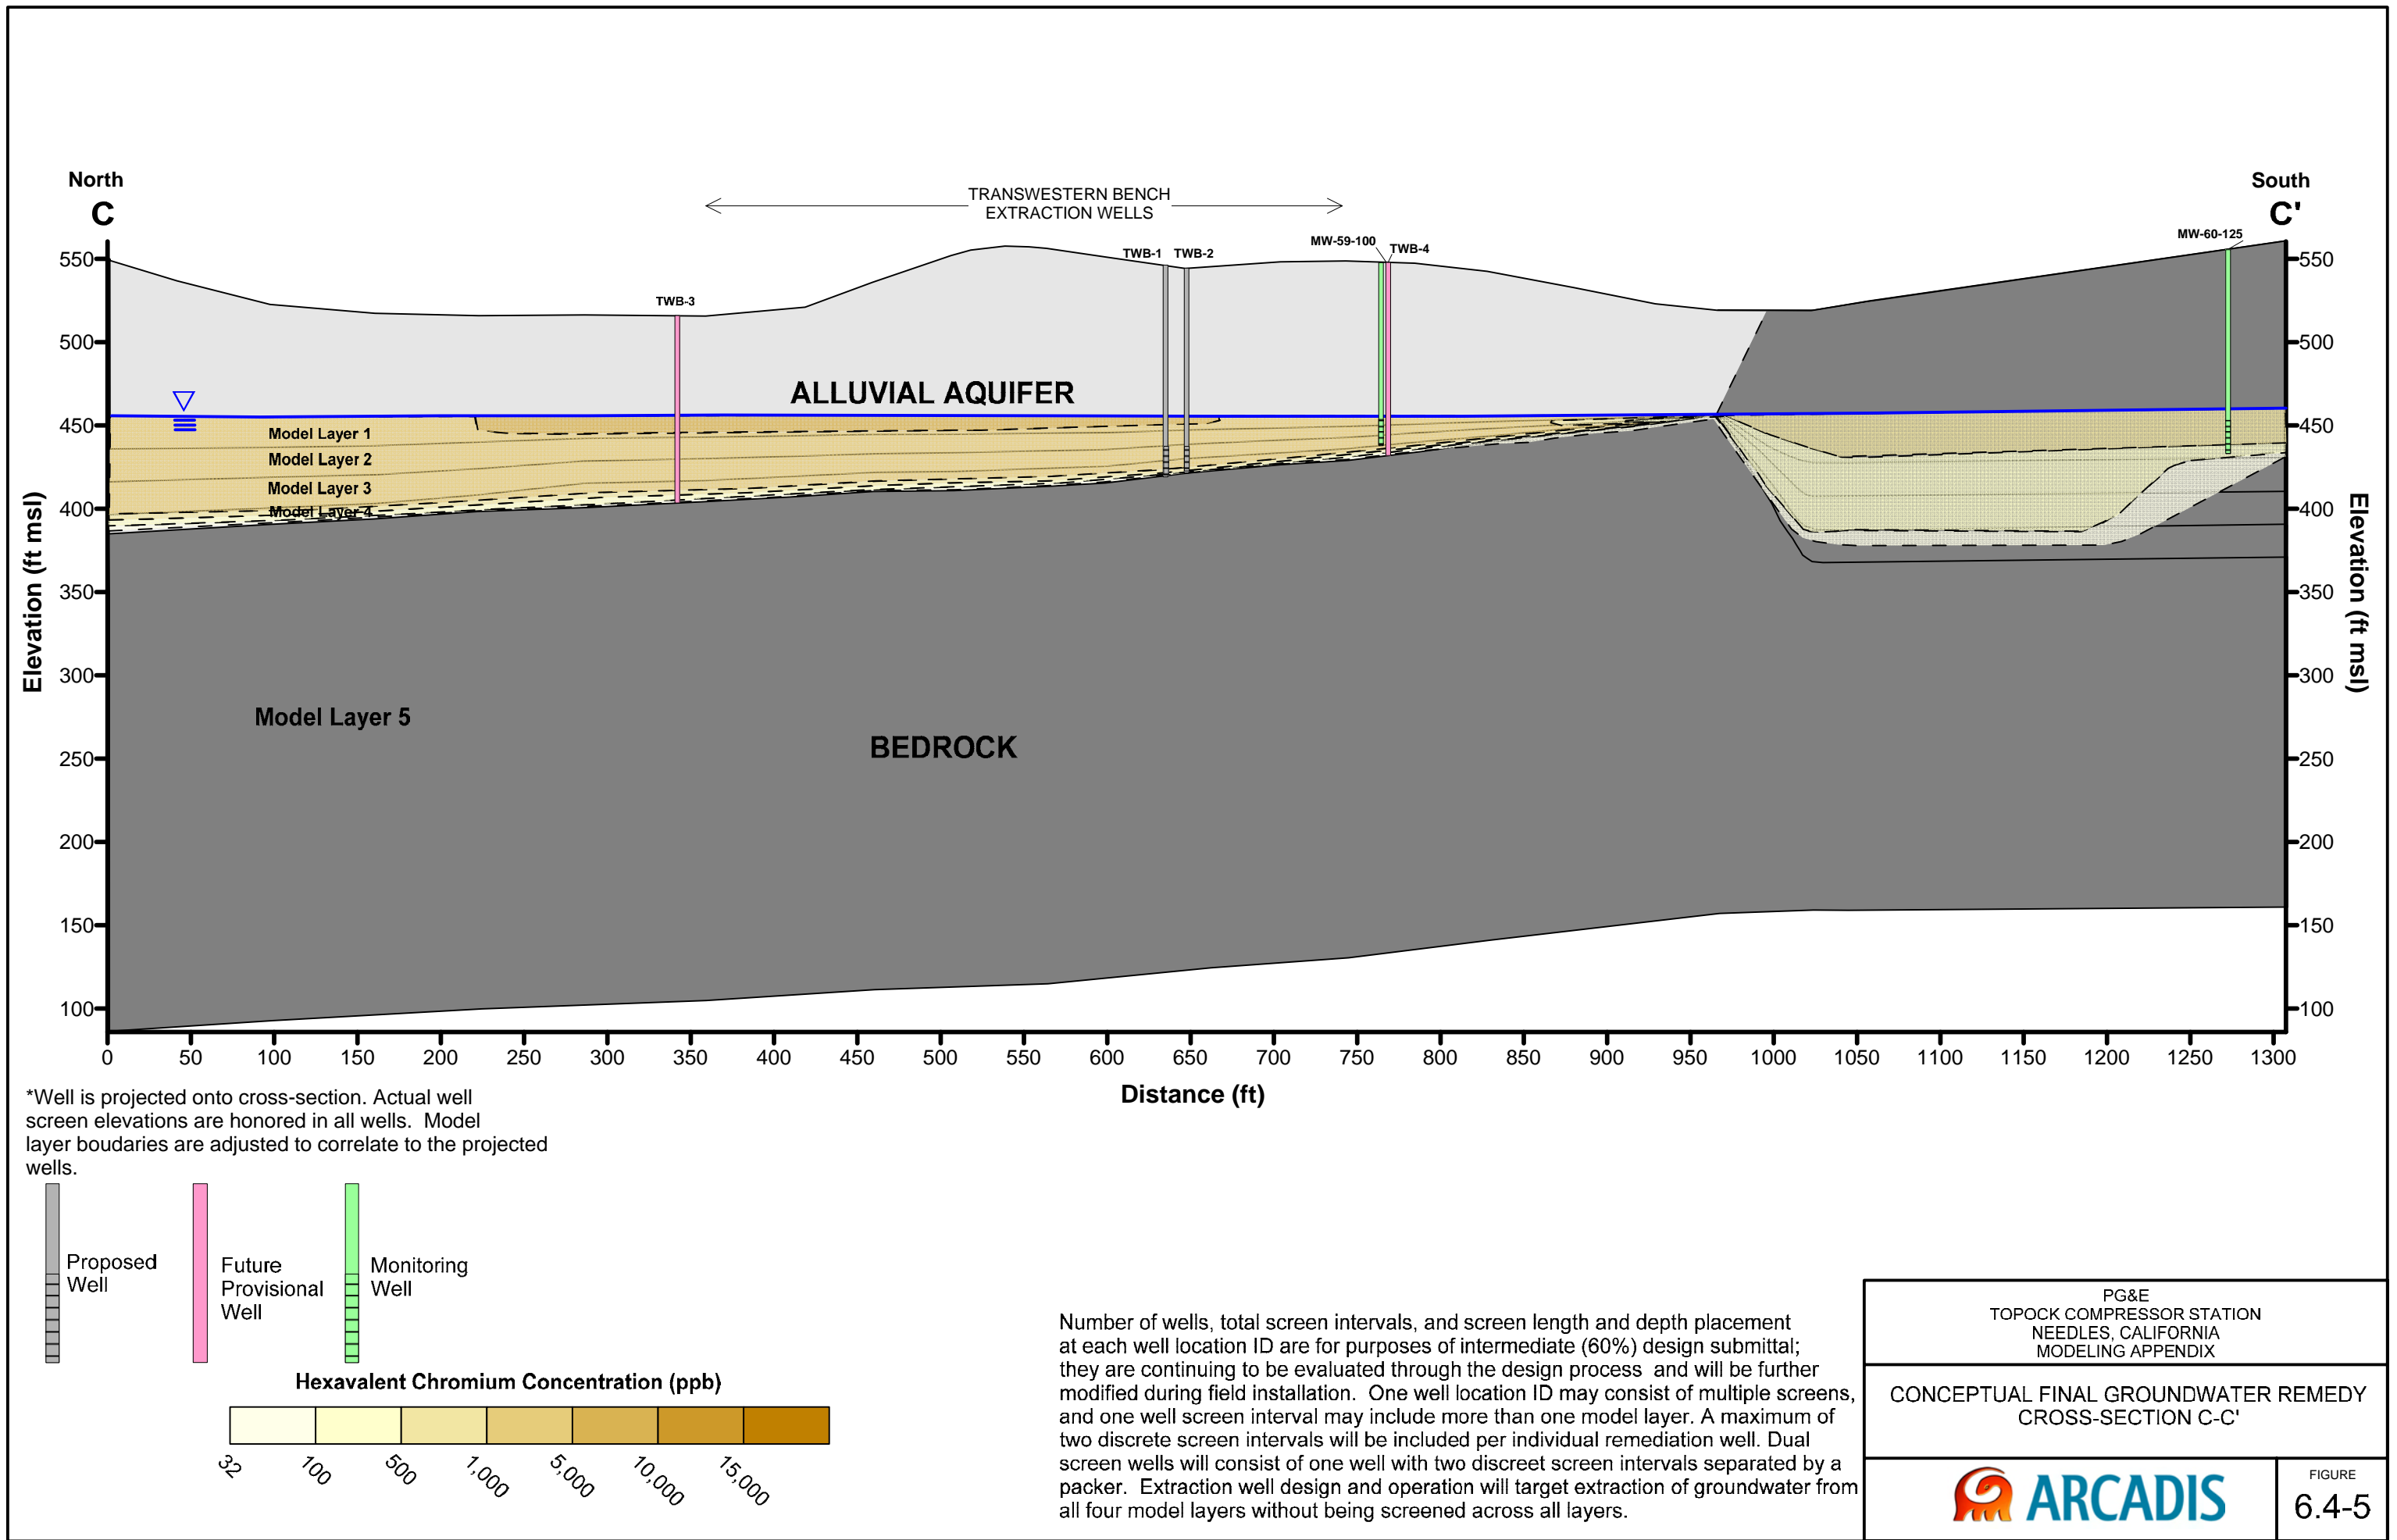 North
C
South
C'
TRANSWESTERN BENCH
EXTRACTION WELLS
TWB-3
TWB-1
TWB-2
MW-59-100
TWB-4
MW-60-125
550
500
450
400
350
300
250
200
150
100
Elevation (ft msl)
ALLUVIAL AQUIFER
Model Layer 1
Model Layer 2
Model Layer 3
Model Layer 4
Model Layer 5
BEDROCK
550
500
450
400
350
300
250
200
150
100
Elevation (ft msl)
0 50 100 150 200 250 300 350 400 450 500 550 600 650 700 750 800 850 900 950 1000 1050 1100 1150 1200 1250 1300
Distance (ft)
*Well is projected onto cross-section. Actual well
screen elevations are honored in all wells. Model
layer boudaries are adjusted to correlate to the projected
wells.
Proposed
Well
Future
Provisional
Well
Monitoring
Well
Hexavalent Chromium Concentration (ppb)
32 100 500 1,000 5,000 10,000 15,000
Number of wells, total screen intervals, and screen length and depth placement
at each well location ID are for purposes of intermediate (60%) design submittal;
they are continuing to be evaluated through the design process and will be further
modified during field installation. One well location ID may consist of multiple screens,
and one well screen interval may include more than one model layer. A maximum of
two discrete screen intervals will be included per individual remediation well. Dual
screen wells will consist of one well with two discreet screen intervals separated by a
packer. Extraction well design and operation will target extraction of groundwater from
all four model layers without being screened across all layers.
PG&E
TOPOCK COMPRESSOR STATION
NEEDLES, CALIFORNIA
MODELING APPENDIX
CONCEPTUAL FINAL GROUNDWATER REMEDY
CROSS-SECTION C-C'
ARCADIS
FIGURE
6.4-5